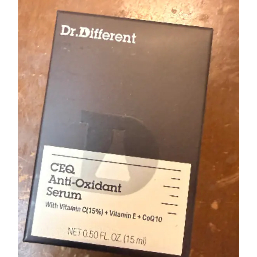 Dr.Different
CEQ
Anti-Oxidant
Serum
With Vitamin C(15%) + Vitamin E + CoQ10
NET 0.50 FL. OZ. (15 ml)